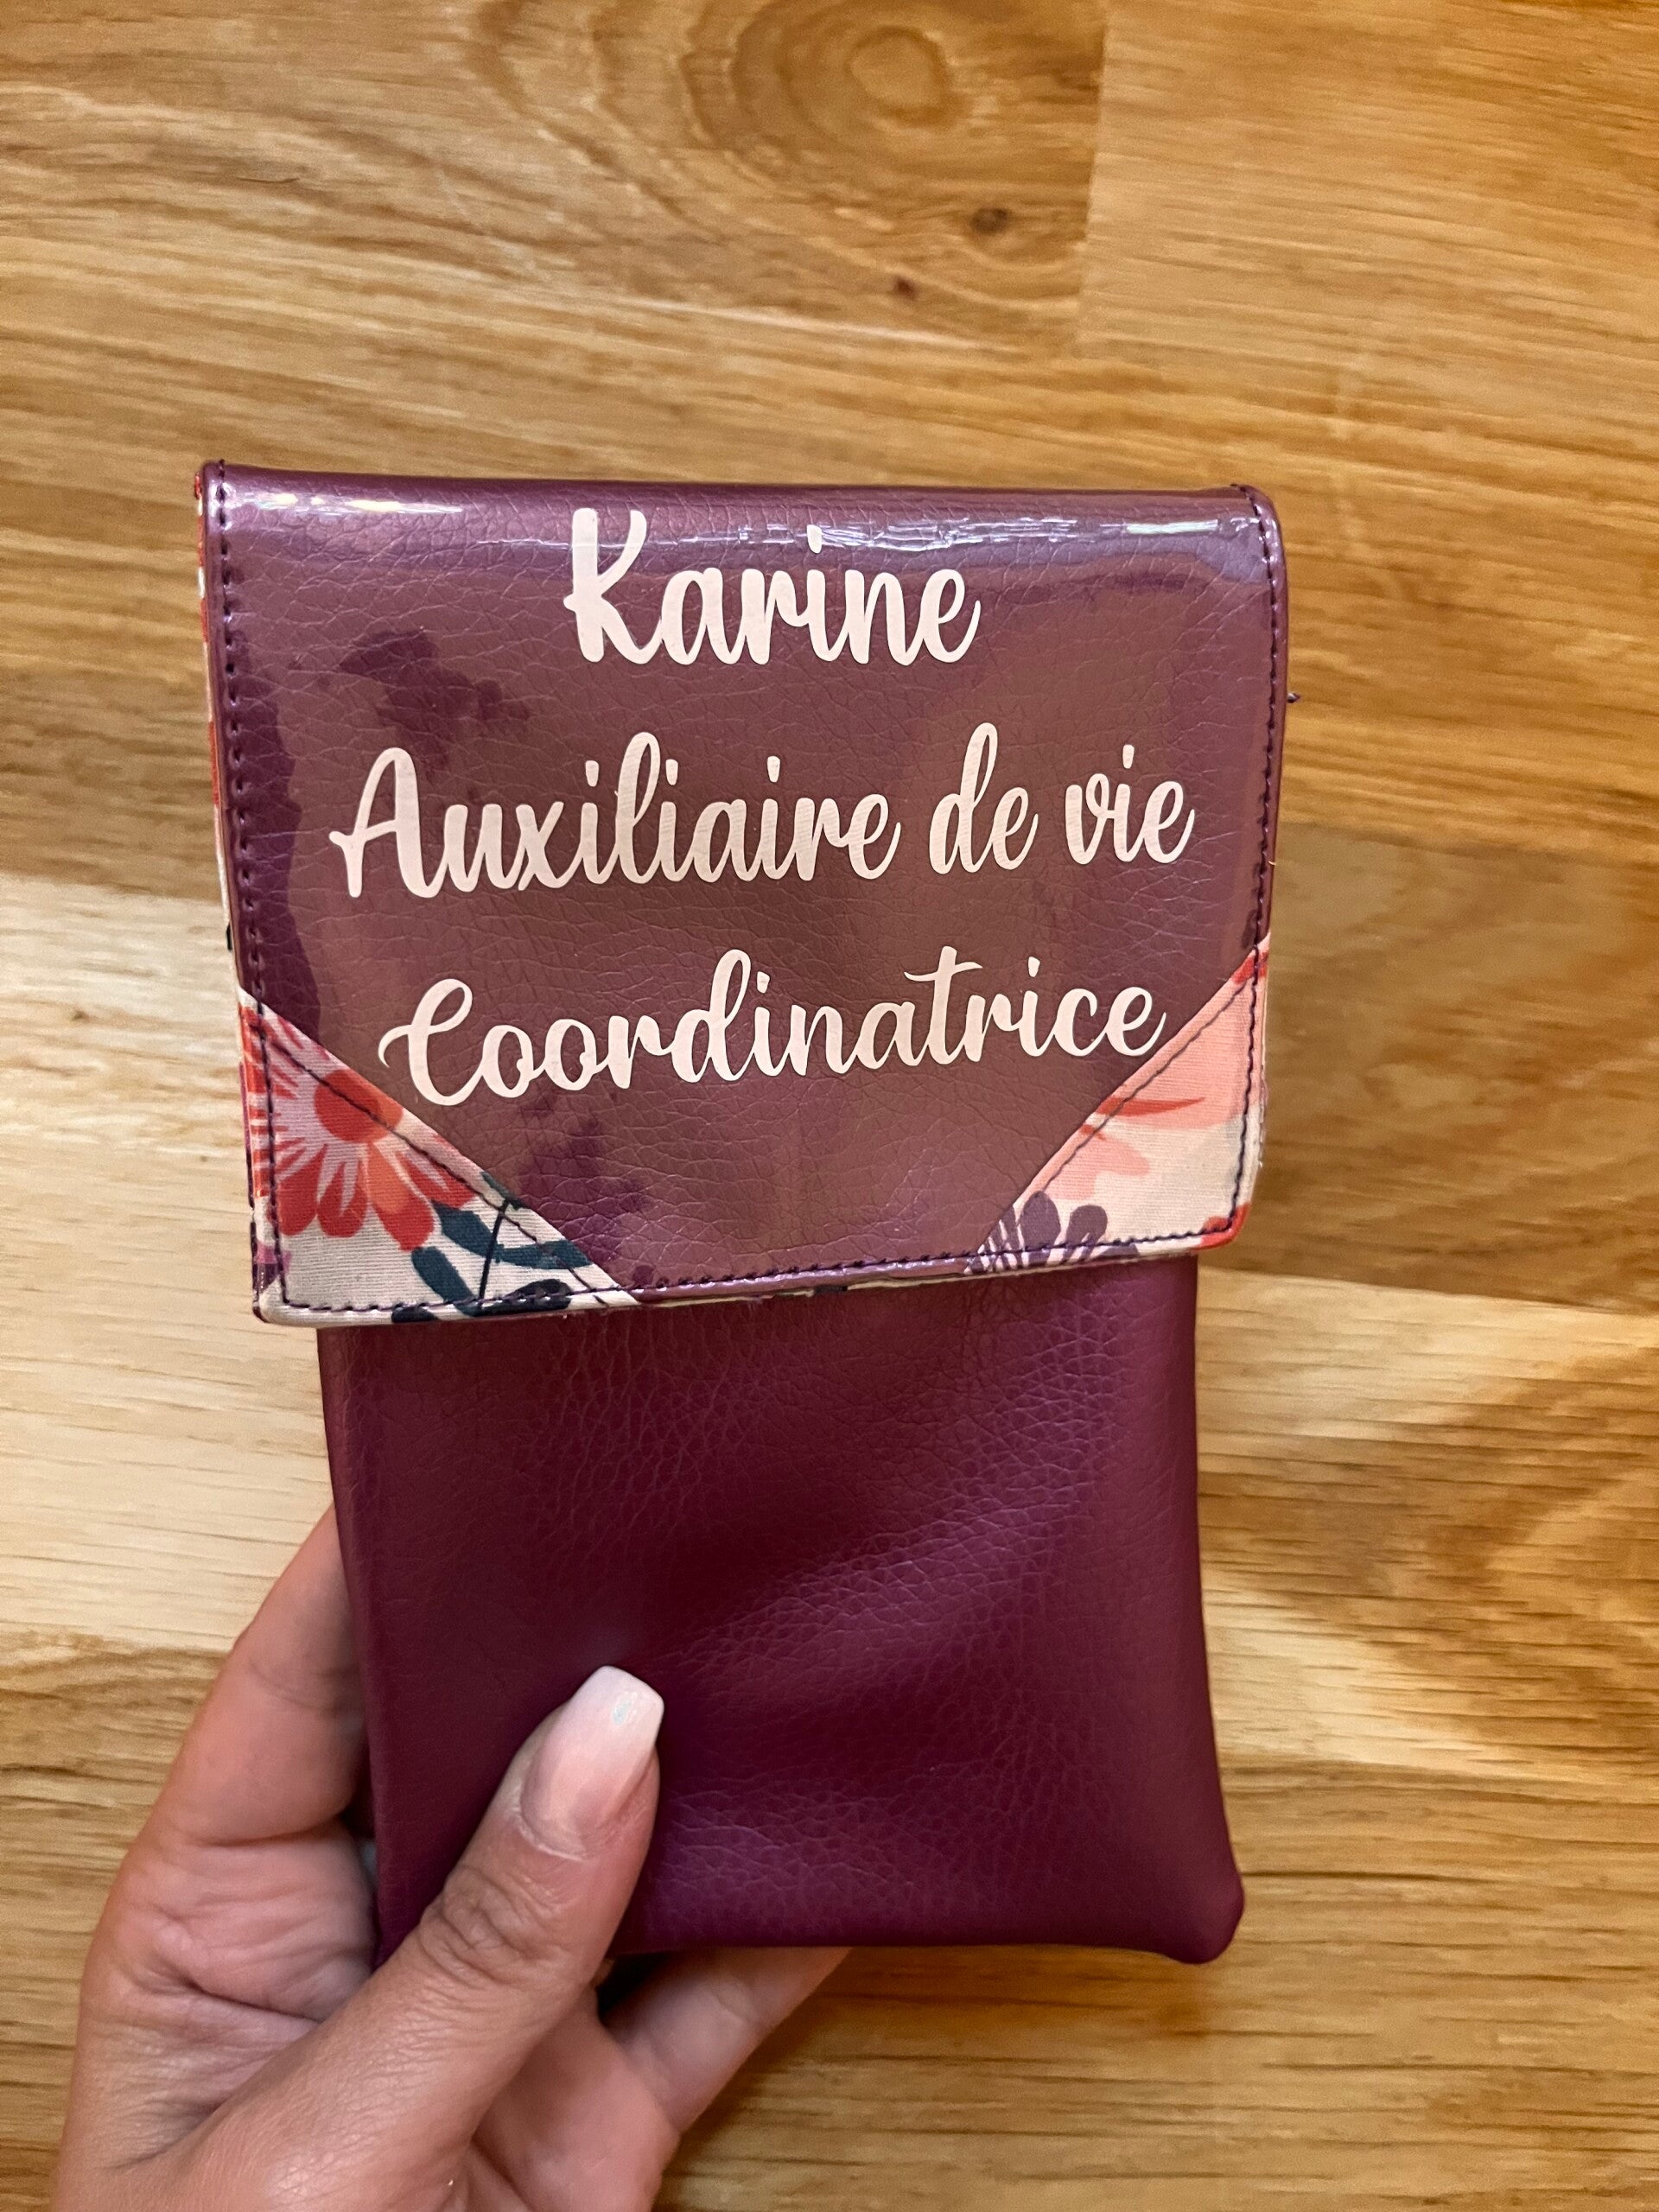 Karine
Auxiliaire de vie
Coordinatrice